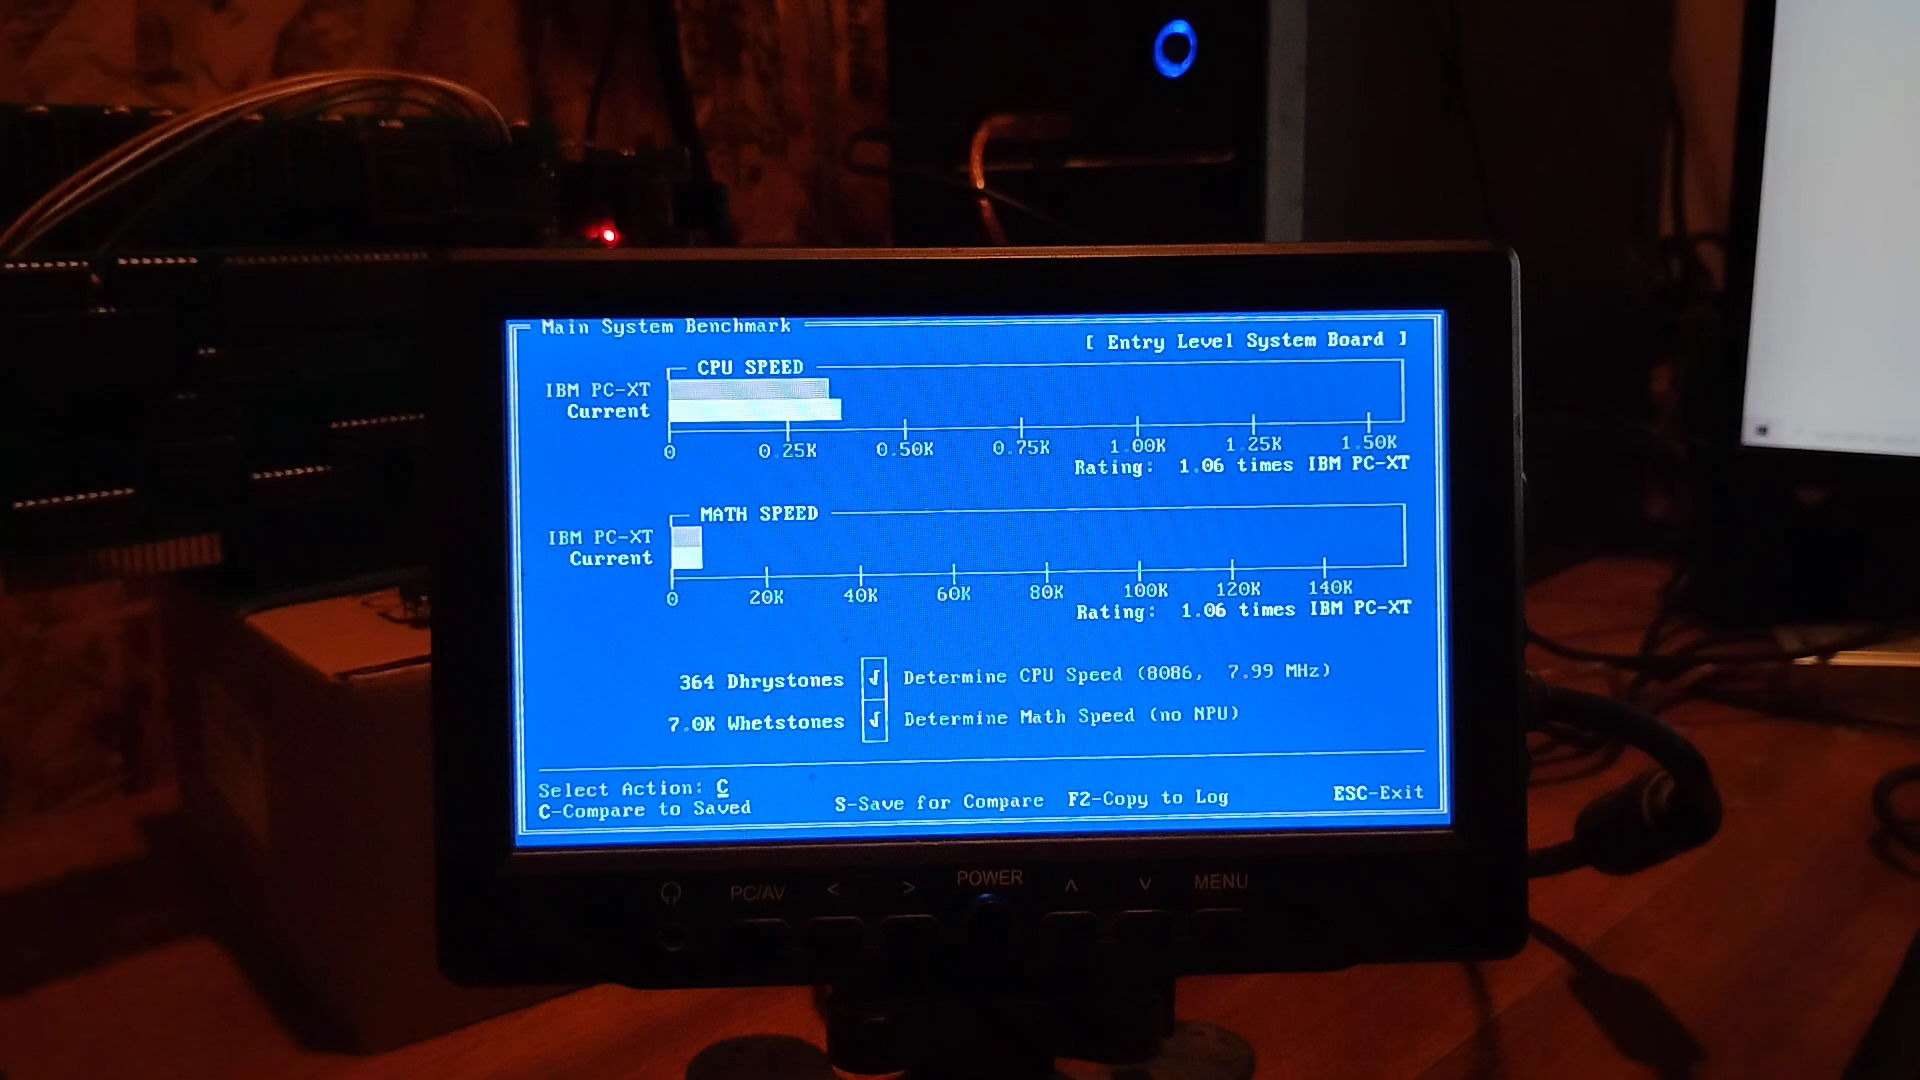 Main System Benchmark
[ Entry Level System Board ]
CPU SPEED
IBM PC-XT
Current
0 0.25K 0.50K 0.75K 1.00K 1.25K 1.50K
Rating: 1.06 times IBM PC-XT
MATH SPEED
IBM PC-XT
Current
0 20K 40K 60K 80K 100K 120K 140K
Rating: 1.06 times IBM PC-XT
364 Dhrystones √ Determine CPU Speed (8086, 7.99 MHz)
7.0K Whetstones √ Determine Math Speed (no NPU)
Select Action: C
C-Compare to Saved S-Save for Compare F2-Copy to Log ESC-Exit
PC/AV < > POWER ∧ ∨ MENU